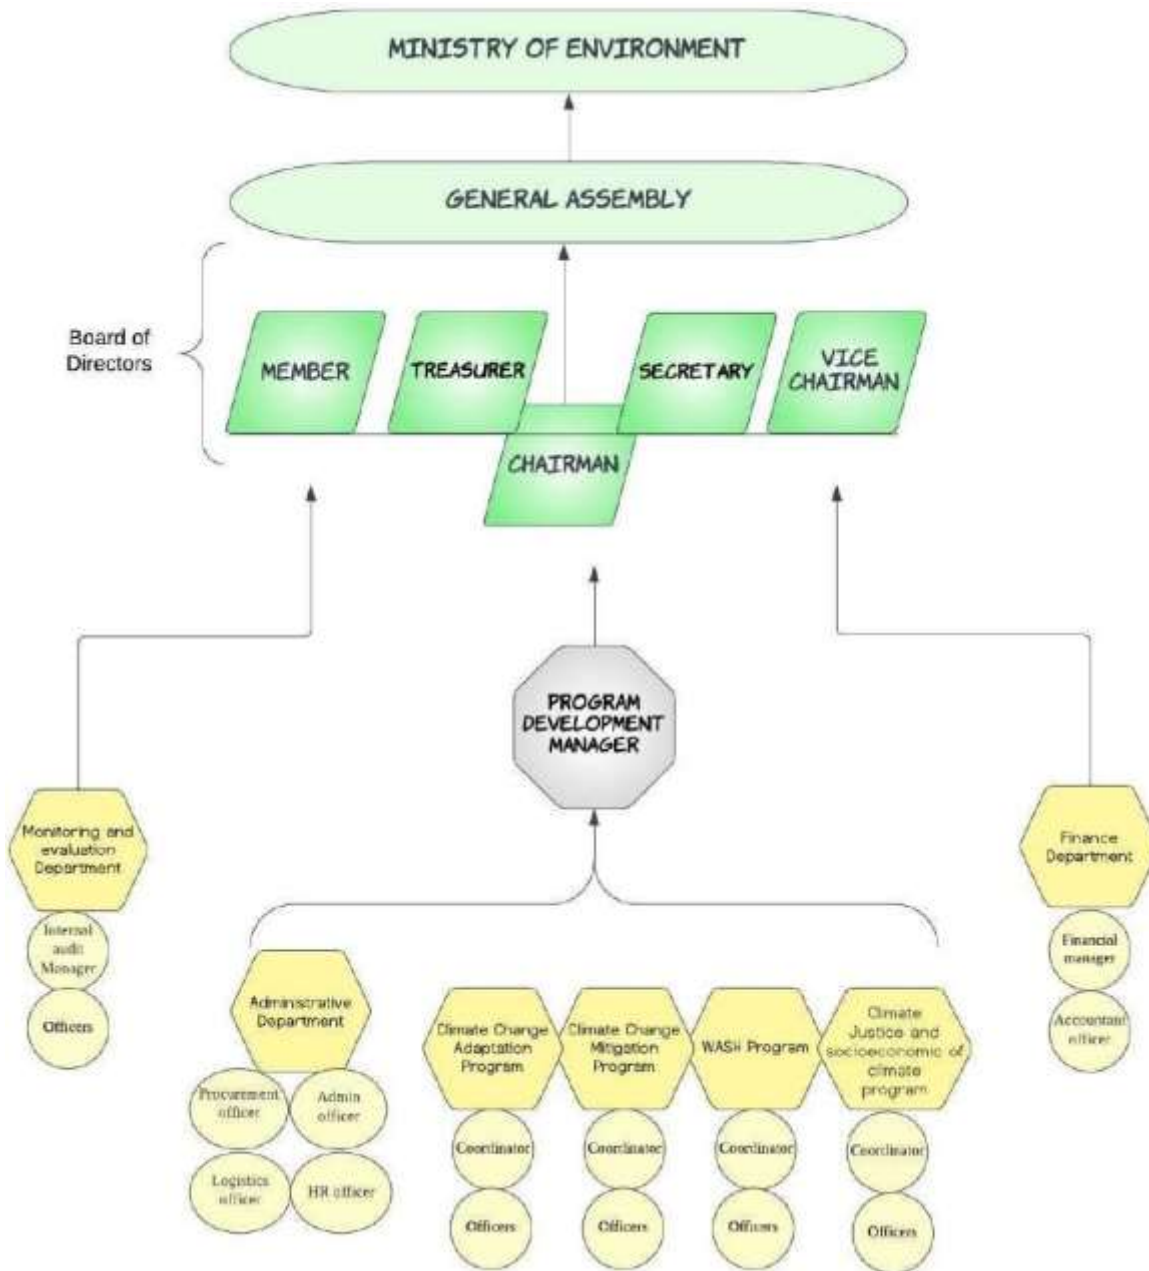 MINISTRY OF ENVIRONMENT
GENERAL ASSEMBLY
Board of
Directors
MEMBER
TREASURER
SECRETARY
VICE
CHAIRMAN
CHAIRMAN
PROGRAM
DEVELOPMENT
MANAGER
Monitoring and
evaluation
Department
Internal
audit
Manager
Officers
Finance
Department
Financial
manager
Accountant
officer
Administrative
Department
Procurement
officer
Admin
officer
Logistics
officer
HR officer
Climate Change
Adaptation
Program
Coordinator
Officers
Climate Change
Mitigation
Program
Coordinator
Officers
WASH Program
Coordinator
Officers
Climate
Justice and
socioeconomic of
climate
program
Coordinator
Officers